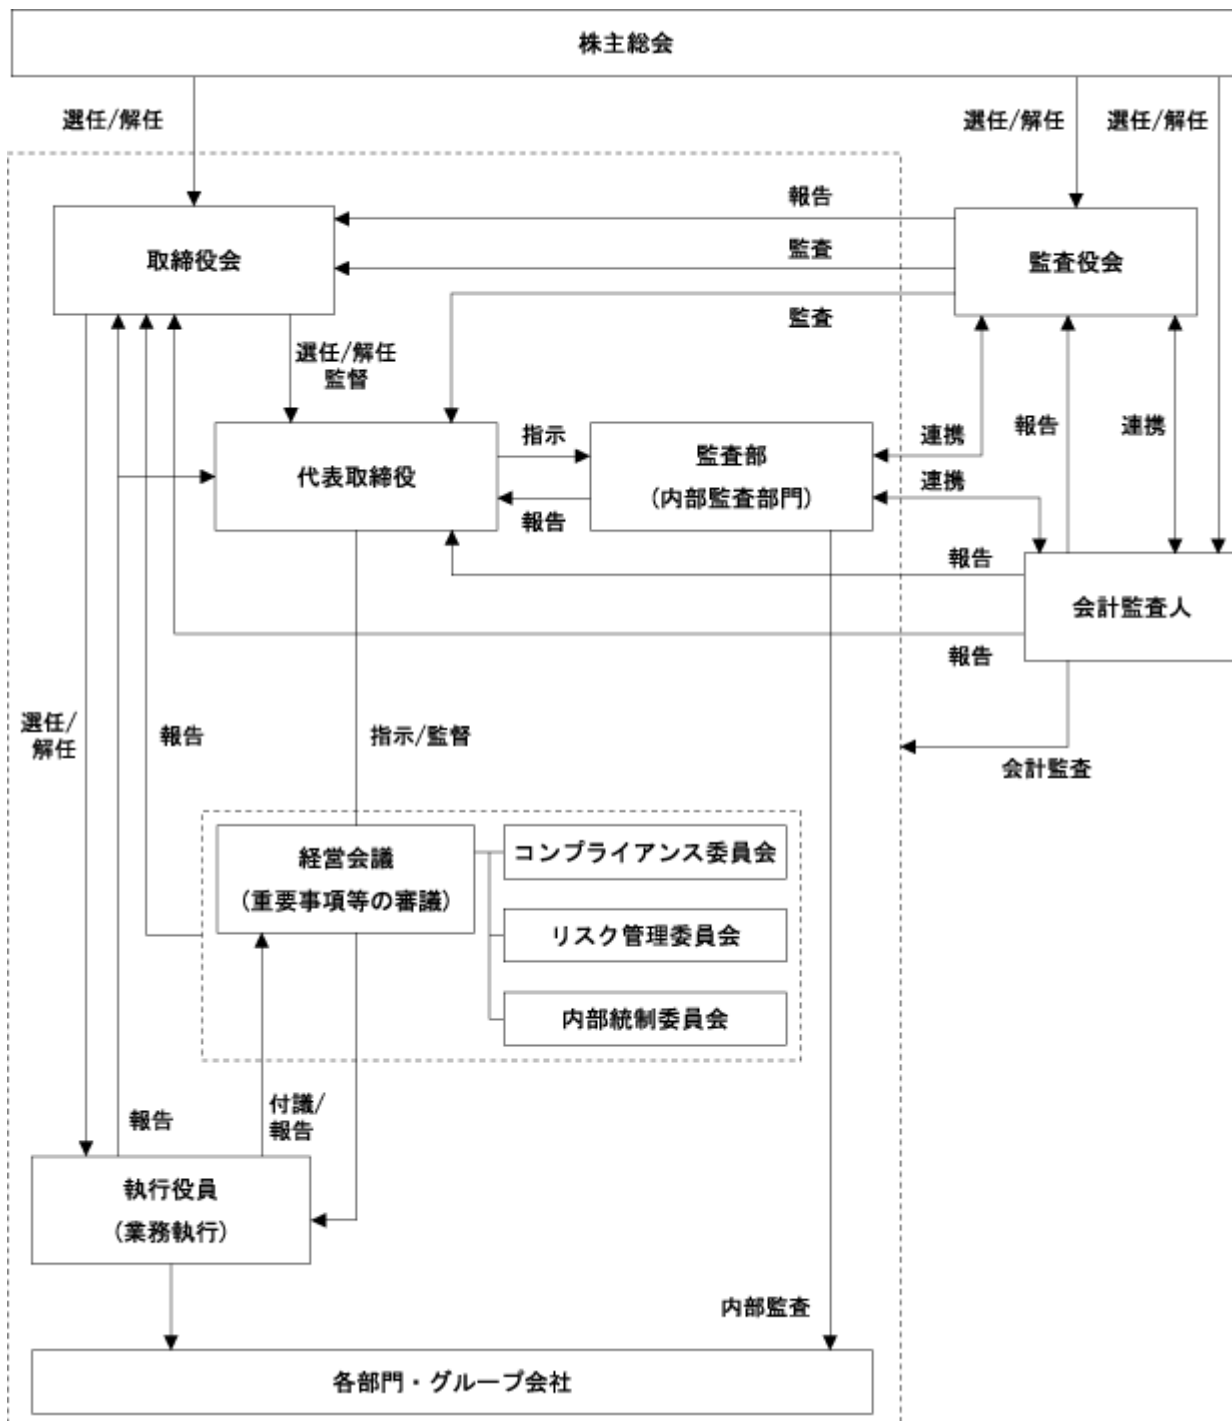 株主総会
選任/解任
選任/解任
選任/解任
報告
取締役会
監査
監査役会
監査
選任/解任
監督
指示
監査部
(内部監査部門)
連携
報告
連携
代表取締役
連携
報告
報告
会計監査人
報告
選任/
解任
報告
指示/監督
会計監査
経営会議
(重要事項等の審議)
コンプライアンス委員会
リスク管理委員会
内部統制委員会
報告
付議/
報告
執行役員
(業務執行)
内部監査
各部門・グループ会社